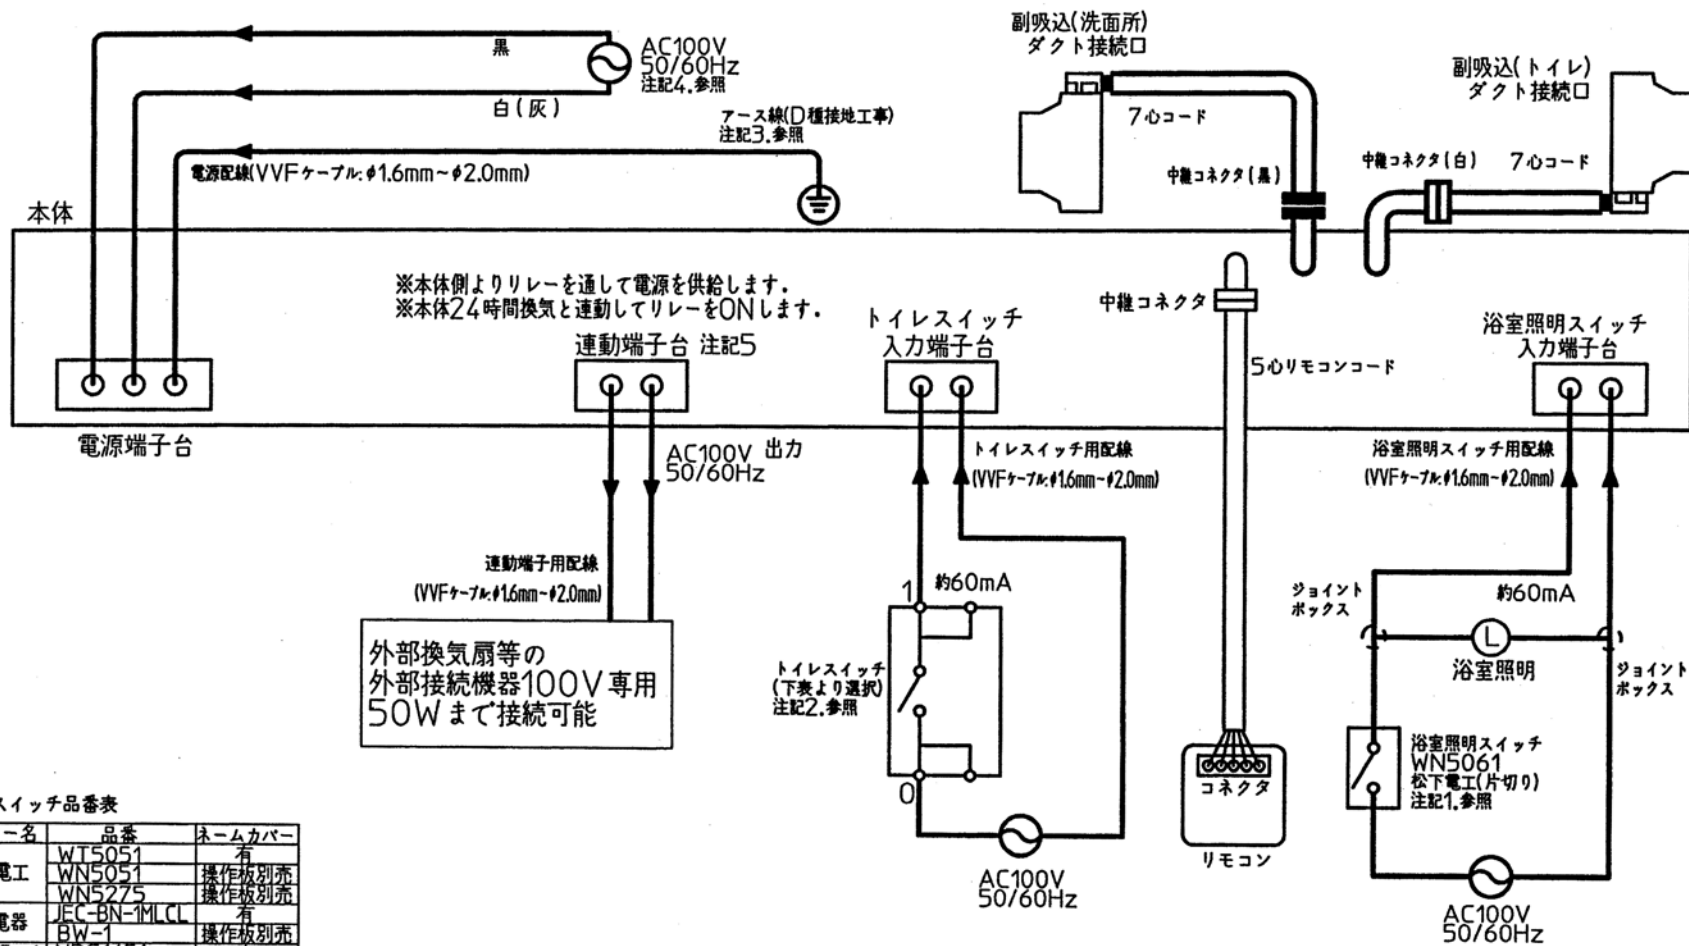 黒
AC100V
50/60Hz
注記4.参照
白(灰)
アース線(D種接地工事)
注記3.参照
電源配線(VVFケーブル:φ1.6mm~φ2.0mm)
副吸込(洗面所)
ダクト接続口
7心コード
中継コネクタ(黒)
副吸込(トイレ)
ダクト接続口
中継コネクタ(白)
7心コード
本体
※本体側よりリレーを通して電源を供給します。
※本体24時間換気と連動してリレーをONします。
連動端子台 注記5
トイレスイッチ
入力端子台
中継コネクタ
5心リモコンコード
浴室照明スイッチ
入力端子台
電源端子台
AC100V 出力
50/60Hz
トイレスイッチ用配線
(VVFケーブル:φ1.6mm~φ2.0mm)
浴室照明スイッチ用配線
(VVFケーブル:φ1.6mm~φ2.0mm)
連動端子用配線
(VVFケーブル:φ1.6mm~φ2.0mm)
外部換気扇等の
外部接続機器100V専用
50Wまで接続可能
1
約60mA
トイレスイッチ
(下表より選択)
注記2.参照
0
AC100V
50/60Hz
コネクタ
リモコン
ジョイント
ボックス
約60mA
L
浴室照明
ジョイント
ボックス
浴室照明スイッチ
WN5061
松下電工(片切り)
注記1.参照
AC100V
50/60Hz
スイッチ品番表
ー名 品番 ネームカバー
電工 WT5051 有
WN5051 操作板別売
WN5275 操作板別売
電器 JEC-BN-1MLCL 有
BW-1 操作板別売